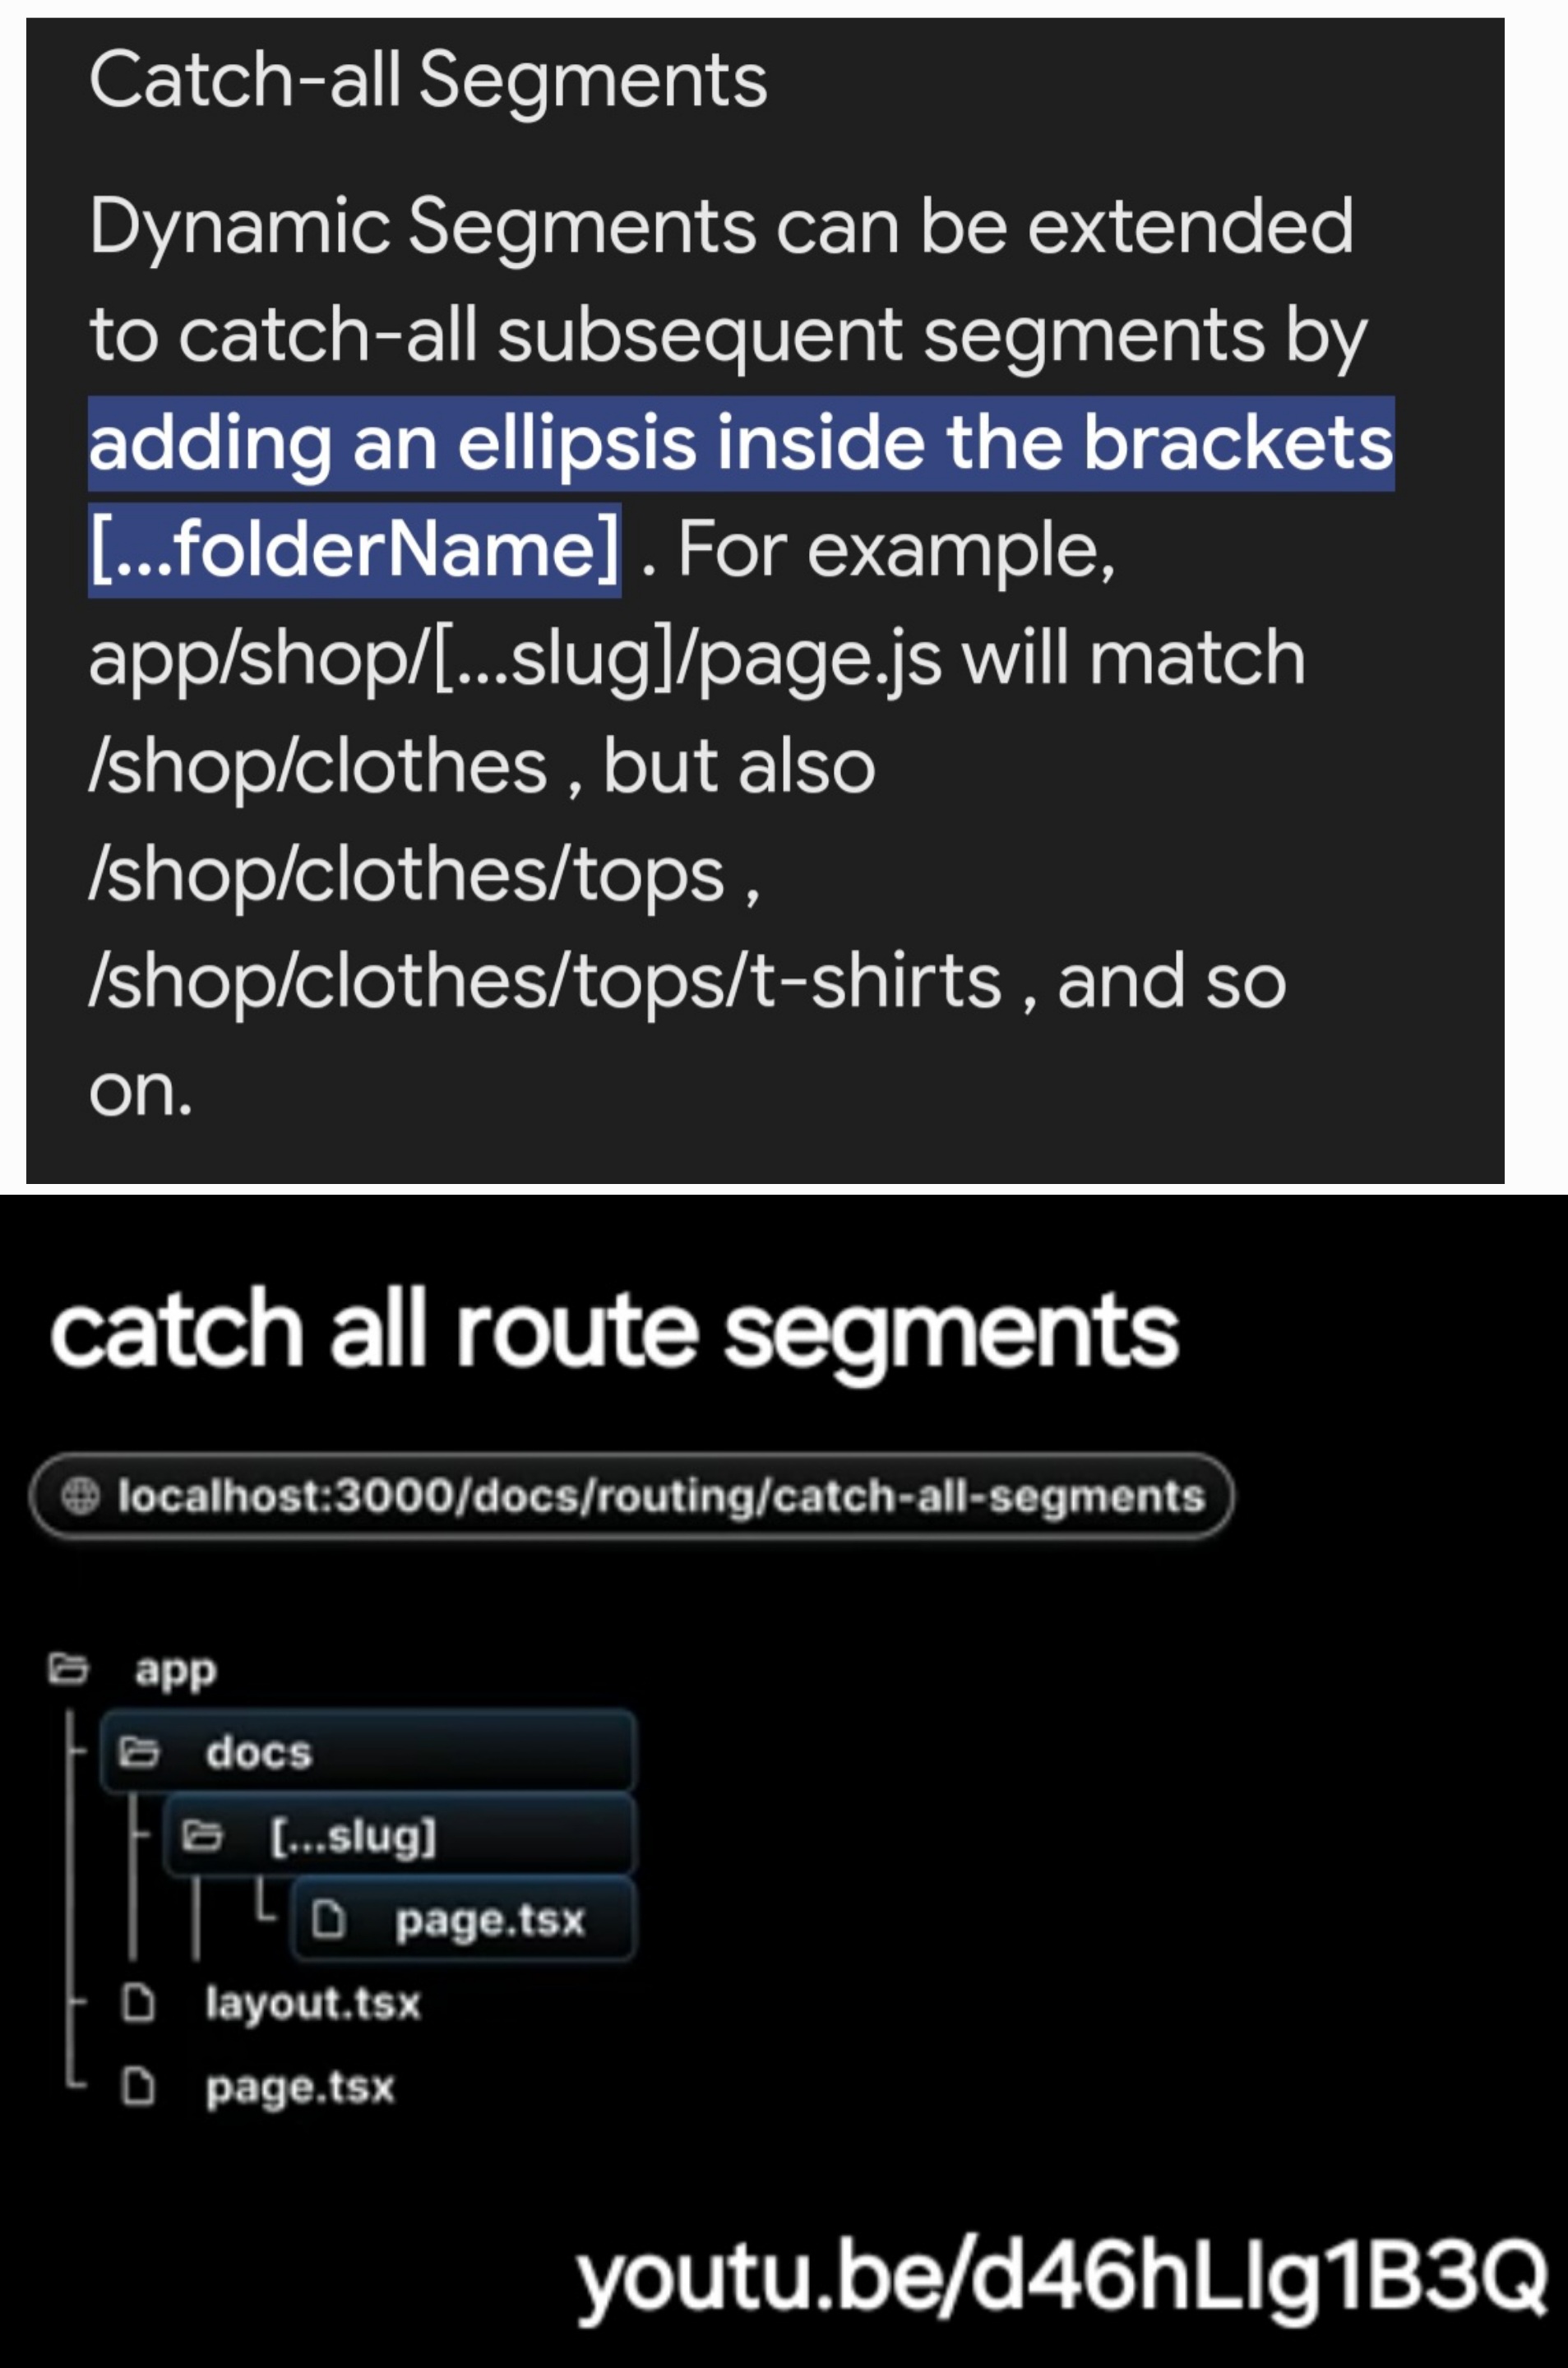 Catch-all Segments
Dynamic Segments can be extended
to catch-all subsequent segments by
adding an ellipsis inside the brackets
[...folderName] . For example,
app/shop/[...slug]/page.js will match
/shop/clothes , but also
/shop/clothes/tops ,
/shop/clothes/tops/t-shirts , and so
on.
catch all route segments
localhost:3000/docs/routing/catch-all-segments
app
docs
[...slug]
page.tsx
layout.tsx
page.tsx
youtu.be/d46hLIg1B3Q